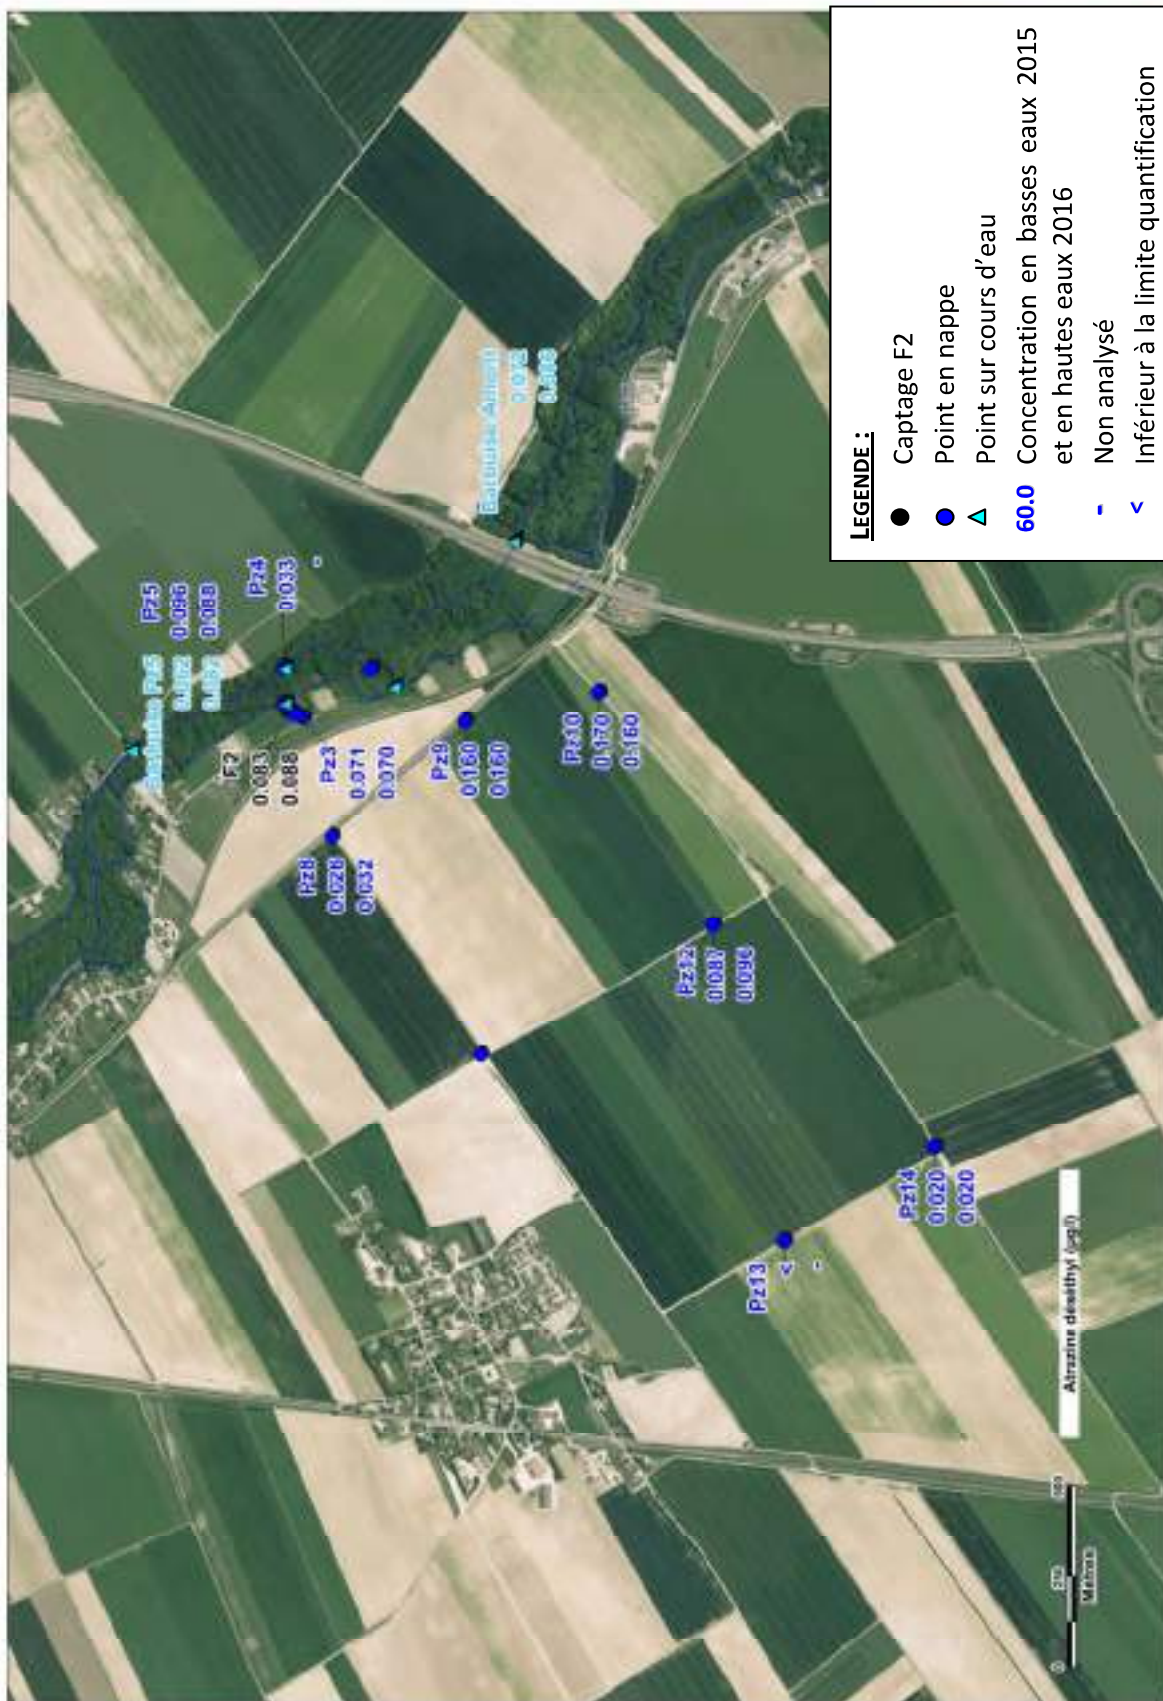 Pz5
0.096
0.088
Pz4
0.033
-
F2
0.083
0.088
Pz3
0.071
0.070
Pz8
0.028
0.032
Pz9
0.160
0.160
Pz10
0.170
0.160
Pz12
0.087
0.096
Pz13
<
-
Pz14
0.020
0.020
Atrazine déséthyl (µg/l)
0
Mètres
LEGENDE :
Captage F2
Point en nappe
Point sur cours d’eau
60.0 Concentration en basses eaux 2015
et en hautes eaux 2016
- Non analysé
< Inférieur à la limite quantification